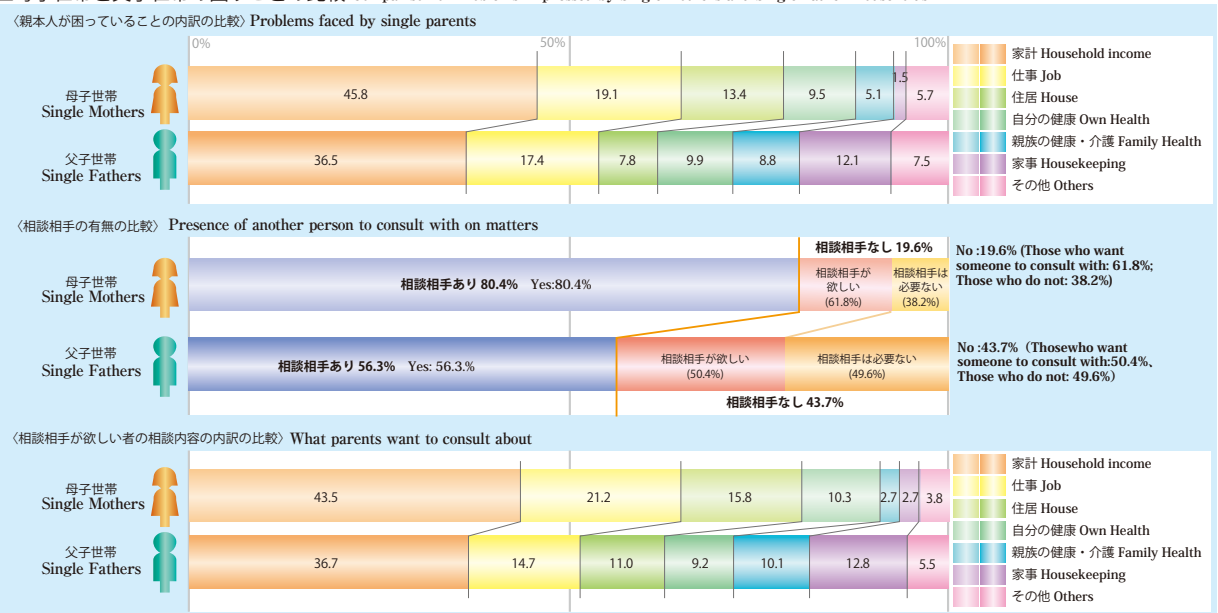 〈親本人が困っていることの内訳の比較〉 Problems faced by single parents
0%
50%
100%
母子世帯
Single Mothers
45.8
19.1
13.4
9.5
5.1
1.5
5.7
父子世帯
Single Fathers
36.5
17.4
7.8
9.9
8.8
12.1
7.5
家計 Household income
仕事 Job
住居 House
自分の健康 Own Health
親族の健康・介護 Family Health
家事 Housekeeping
その他 Others
〈相談相手の有無の比較〉 Presence of another person to consult with on matters
相談相手なし 19.6%
母子世帯
Single Mothers
相談相手あり 80.4% Yes:80.4%
相談相手が
欲しい
(61.8%)
相談相手は
必要ない
(38.2%)
No :19.6% (Those who want
someone to consult with: 61.8%;
Those who do not: 38.2%)
父子世帯
Single Fathers
相談相手あり 56.3% Yes: 56.3%
相談相手が欲しい
(50.4%)
相談相手は必要ない
(49.6%)
相談相手なし 43.7%
No :43.7%（Thosewho want
someone to consult with:50.4%、
Those who do not: 49.6%）
〈相談相手が欲しい者の相談内容の内訳の比較〉 What parents want to consult about
母子世帯
Single Mothers
43.5
21.2
15.8
10.3
2.7
2.7
3.8
父子世帯
Single Fathers
36.7
14.7
11.0
9.2
10.1
12.8
5.5
家計 Household income
仕事 Job
住居 House
自分の健康 Own Health
親族の健康・介護 Family Health
家事 Housekeeping
その他 Others